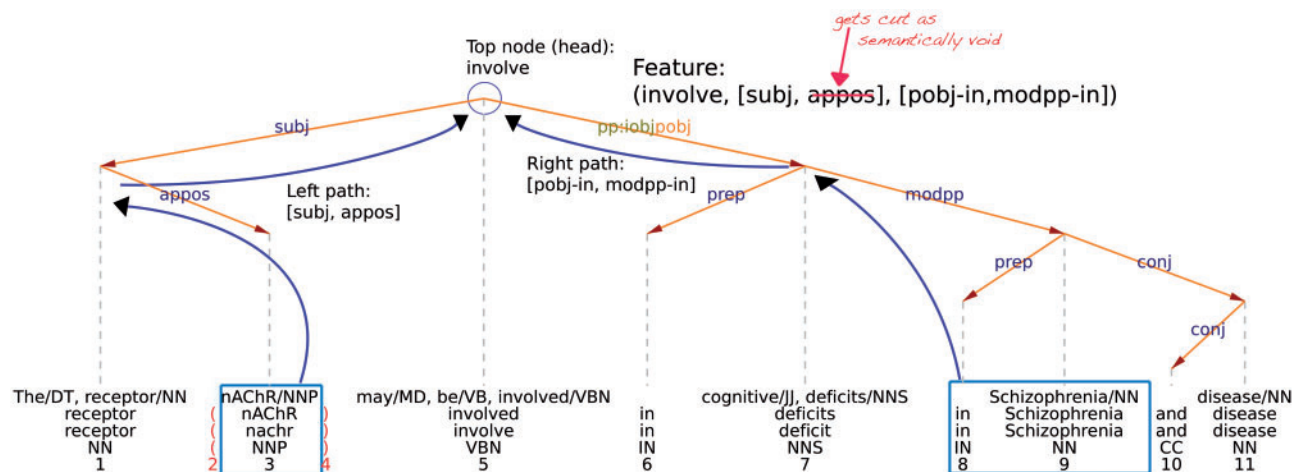 gets cut as
semantically void
Top node (head):
involve
Feature:
(involve, [subj, appos], [pobj-in,modpp-in])
subj
pp:iobjpobj
Right path:
[pobj-in, modpp-in]
appos
Left path:
[subj, appos]
prep
modpp
prep
conj
conj
The/DT, receptor/NN nAChR/NNP may/MD, be/VB, involved/VBN cognitive/JJ, deficits/NNS Schizophrenia/NN disease/NN
receptor ( nAChR ) involved in deficits in Schizophrenia and disease
receptor ( nachr ) involve in deficit in Schizophrenia and disease
NN ( NNP ) VBN IN NNS IN NN CC NN
1 2 3 4 5 6 7 8 9 10 11